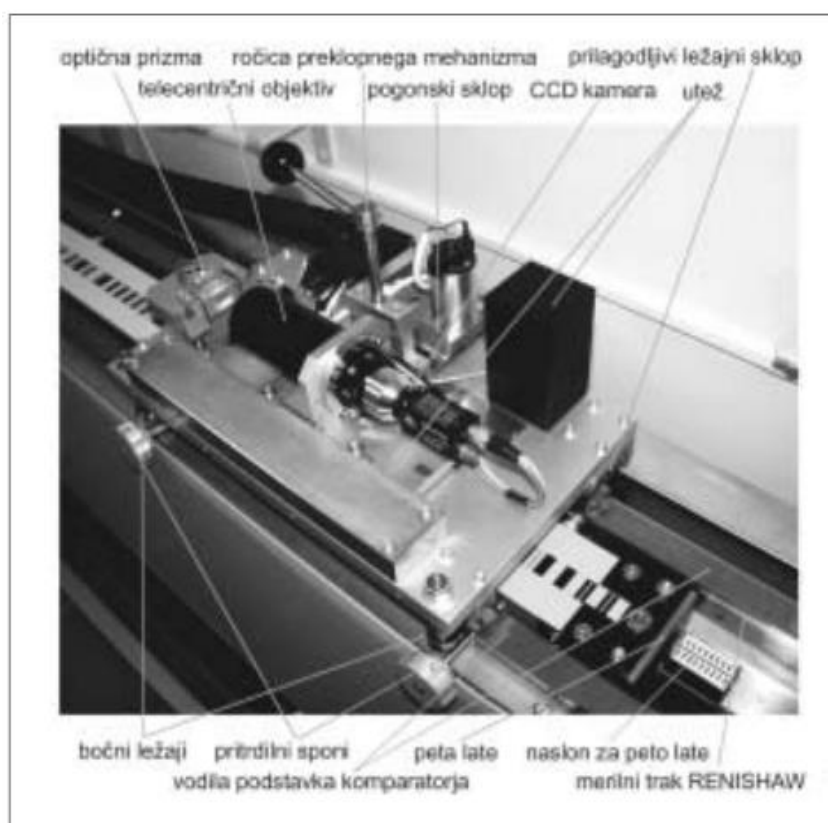 optična prizma ročica preklopnega mehanizma prilagodljivi ležajni sklop
telecentrični objektiv pogonski sklop CCD kamera utež
bočni ležaji pritrdilni sponi peta late naslon za peto late
vodila podstavka komparatorja merilni trak RENISHAW